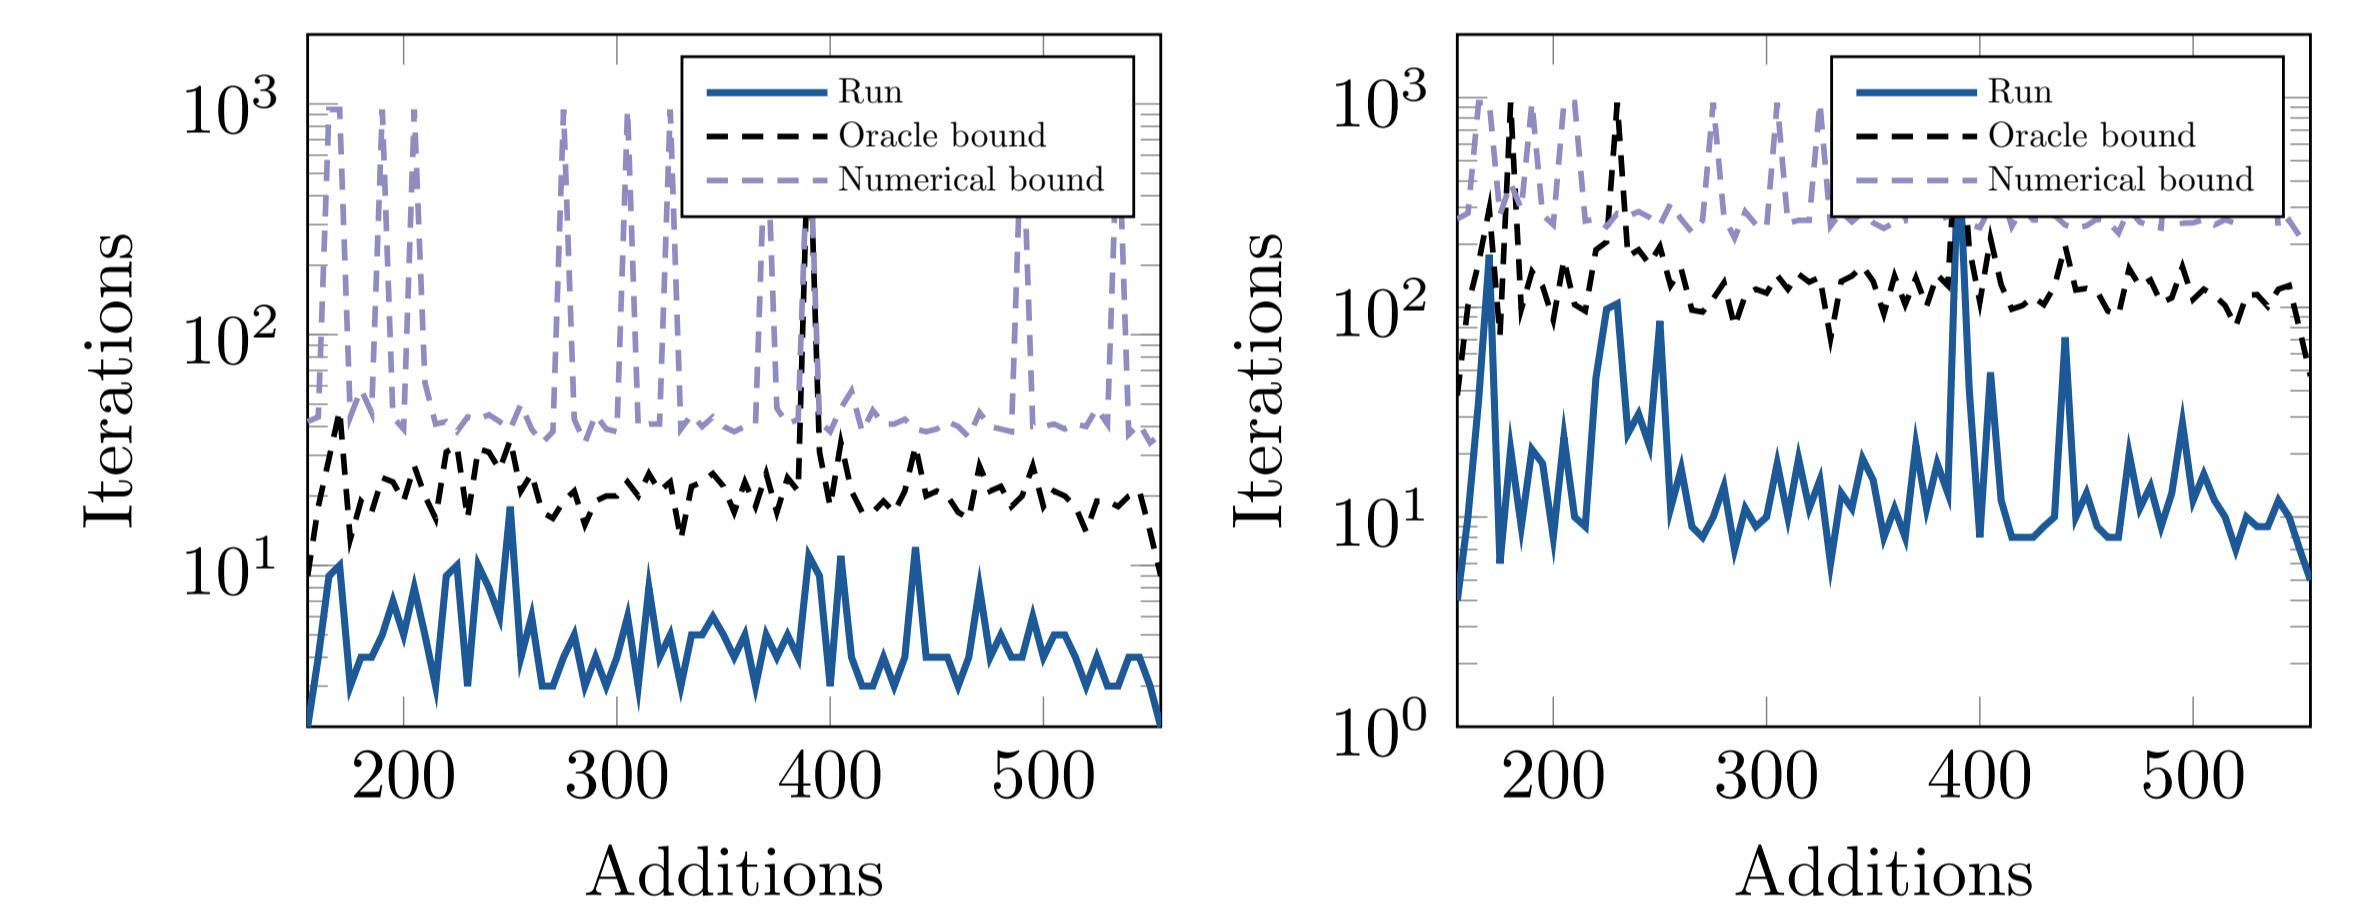 10^3
10^2
10^1
Iterations
200 300 400 500
Additions
Run
Oracle bound
Numerical bound
10^3
10^2
10^1
10^0
Iterations
200 300 400 500
Additions
Run
Oracle bound
Numerical bound